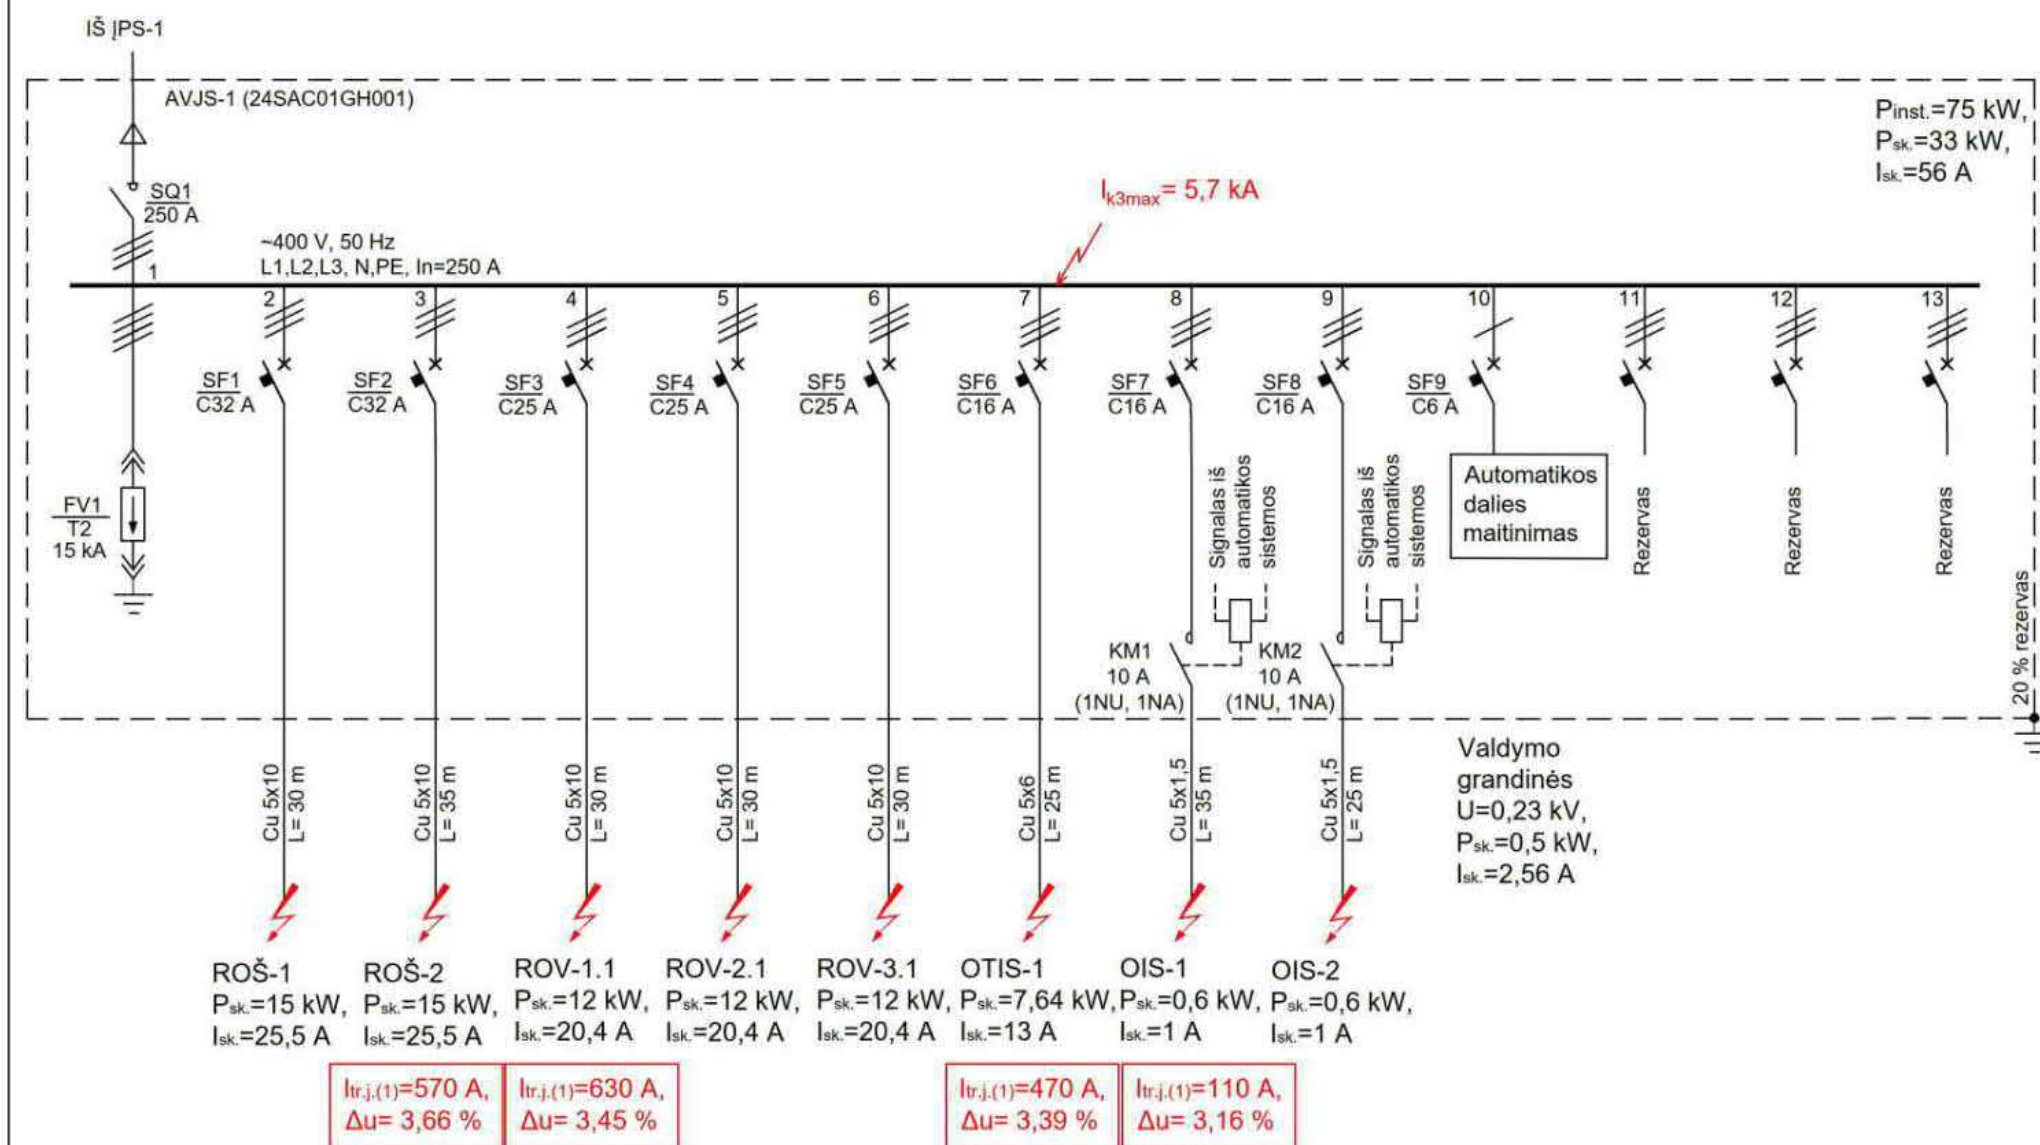 IŠ ĮPS-1
AVJS-1 (24SAC01GH001)
Pinst.=75 kW,
Psk.=33 kW,
Isk.=56 A
SQ1
250 A
Ik3max= 5,7 kA
~400 V, 50 Hz
L1,L2,L3, N,PE, In=250 A
1
2
3
4
5
6
7
8
9
10
11
12
13
SF1
C32 A
SF2
C32 A
SF3
C25 A
SF4
C25 A
SF5
C25 A
SF6
C16 A
SF7
C16 A
SF8
C16 A
SF9
C6 A
FV1
T2
15 kA
Signalas iš
automatikos
sistemos
Signalas iš
automatikos
sistemos
Automatikos
dalies
maitinimas
Rezervas
Rezervas
Rezervas
20 % rezervas
KM1
10 A
(1NU, 1NA)
KM2
10 A
(1NU, 1NA)
Cu 5x10
L= 30 m
Cu 5x10
L= 35 m
Cu 5x10
L= 30 m
Cu 5x10
L= 30 m
Cu 5x10
L= 30 m
Cu 5x6
L= 25 m
Cu 5x1,5
L= 35 m
Cu 5x1,5
L= 25 m
Valdymo
grandinės
U=0,23 kV,
Psk.=0,5 kW,
Isk.=2,56 A
ROŠ-1
Psk.=15 kW,
Isk.=25,5 A
ROŠ-2
Psk.=15 kW,
Isk.=25,5 A
ROV-1.1
Psk.=12 kW,
Isk.=20,4 A
ROV-2.1
Psk.=12 kW,
Isk.=20,4 A
ROV-3.1
Psk.=12 kW,
Isk.=20,4 A
OTIS-1
Psk.=7,64 kW,
Isk.=13 A
OIS-1
Psk.=0,6 kW,
Isk.=1 A
OIS-2
Psk.=0,6 kW,
Isk.=1 A
Itr.j.(1)=570 A,
Δu= 3,66 %
Itr.j.(1)=630 A,
Δu= 3,45 %
Itr.j.(1)=470 A,
Δu= 3,39 %
Itr.j.(1)=110 A,
Δu= 3,16 %